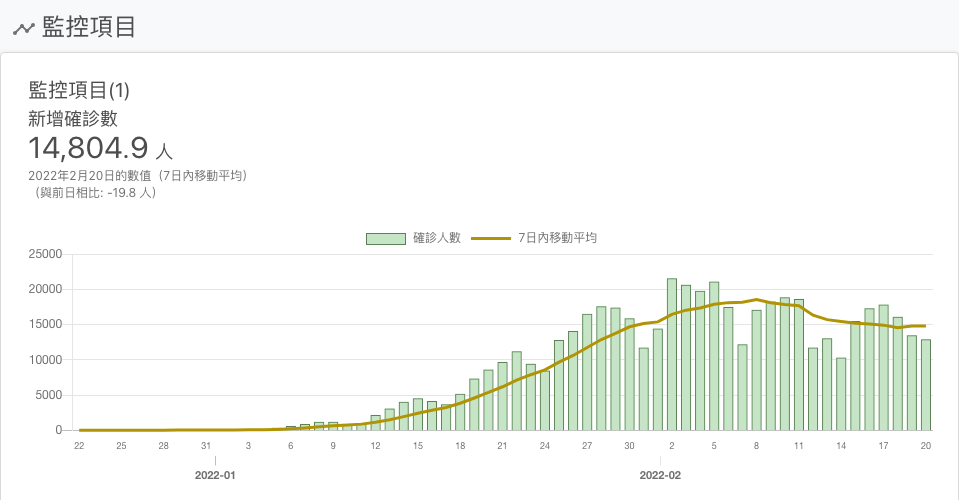 監控項目
監控項目(1)
新增確診數
14,804.9 人
2022年2月20日的數值（7日內移動平均）
（與前日相比: -19.8 人）
確診人數 7日內移動平均
25000
20000
15000
10000
5000
0
22 25 28 31 3 6 9 12 15 18 21 24 27 30 2 5 8 11 14 17 20
2022-01 2022-02